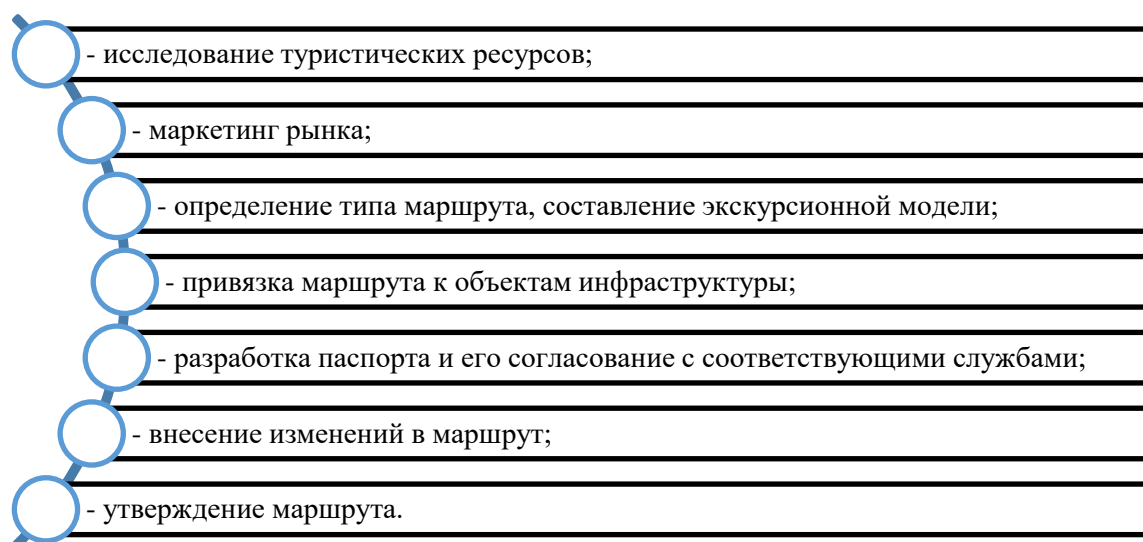 - исследование туристических ресурсов;
- маркетинг рынка;
- определение типа маршрута, составление экскурсионной модели;
- привязка маршрута к объектам инфраструктуры;
- разработка паспорта и его согласование с соответствующими службами;
- внесение изменений в маршрут;
- утверждение маршрута.